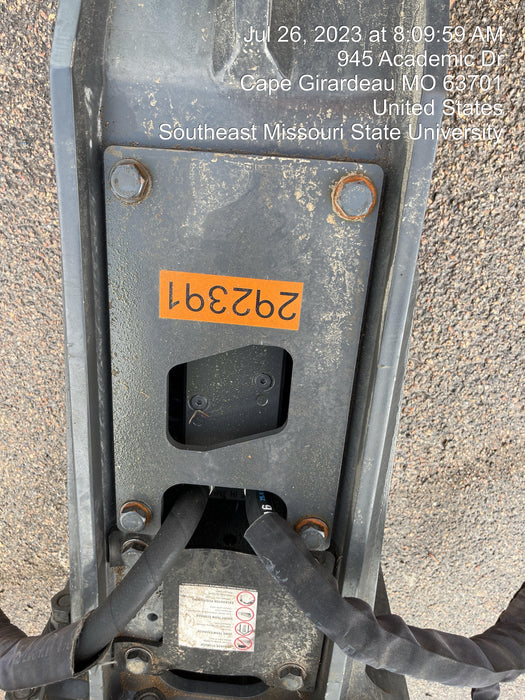 Jul 26, 2023 at 8:09:59 AM
945 Academic Dr
Cape Girardeau MO 63701
United States
Southeast Missouri State University
292391